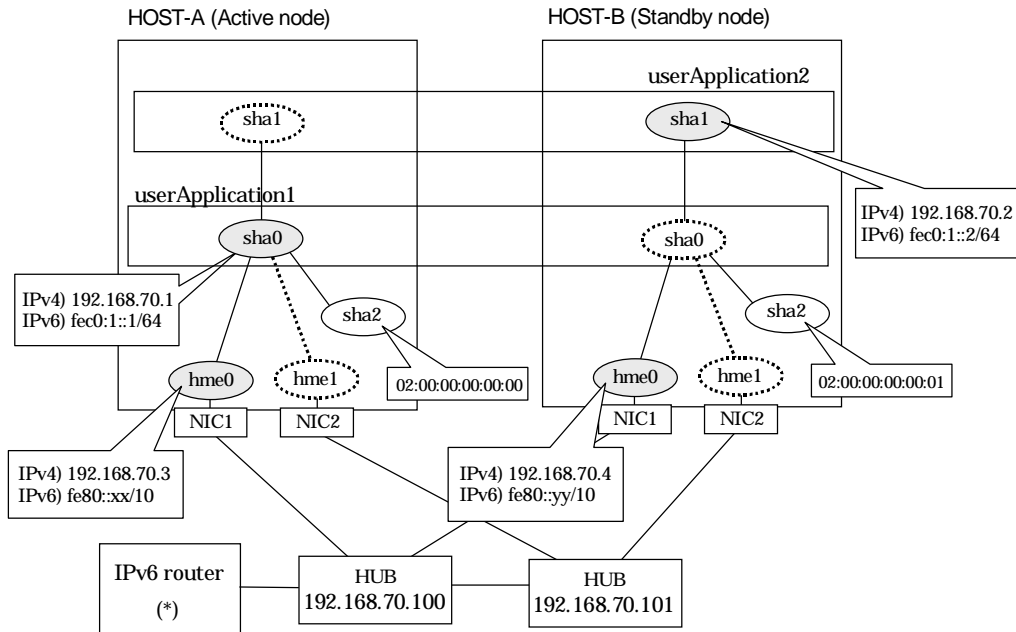 HOST-A (Active node)
HOST-B (Standby node)
userApplication2
sha1
sha1
userApplication1
IPv4) 192.168.70.2
IPv6) fec0:1::2/64
sha0
sha0
IPv4) 192.168.70.1
IPv6) fec0:1::1/64
sha2
sha2
hme0
hme1
02:00:00:00:00:00
hme0
hme1
02:00:00:00:00:01
NIC1
NIC2
NIC1
NIC2
IPv4) 192.168.70.3
IPv6) fe80::xx/10
IPv4) 192.168.70.4
IPv6) fe80::yy/10
IPv6 router
(*)
HUB
192.168.70.100
HUB
192.168.70.101